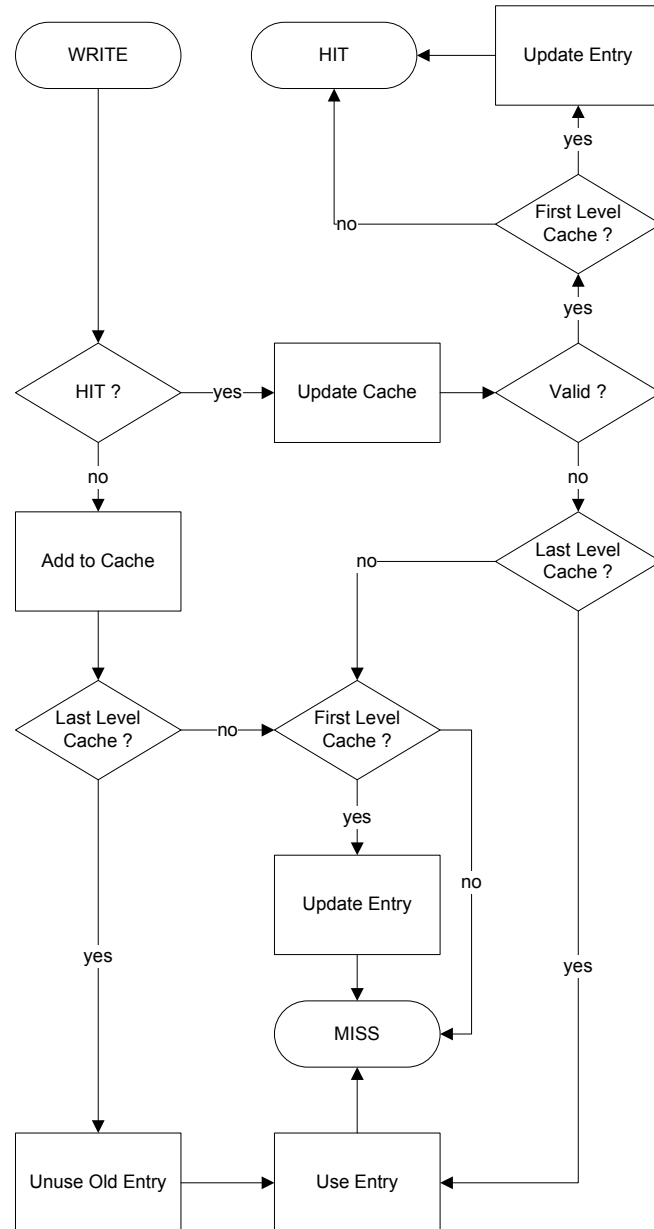 WRITE
HIT
Update Entry
yes
First Level
Cache ?
no
yes
HIT ?
yes
Update Cache
Valid ?
no
no
Add to Cache
Last Level
Cache ?
no
Last Level
Cache ?
no
First Level
Cache ?
yes
Update Entry
no
yes
yes
MISS
Unuse Old Entry
Use Entry